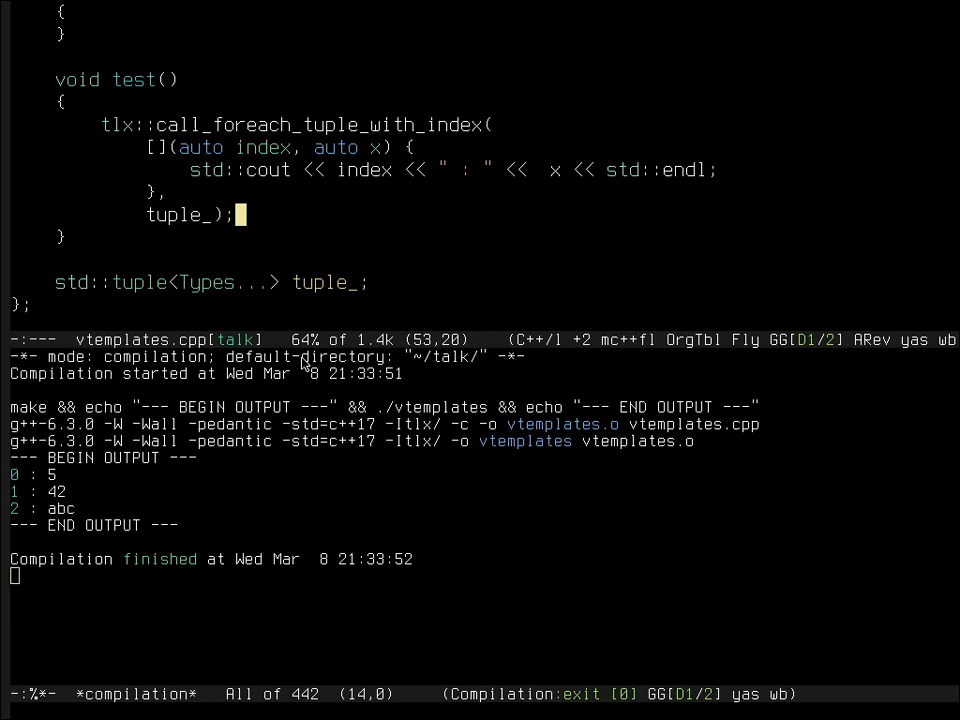 {
}
void test()
{
tlx::call_foreach_tuple_with_index(
[](auto index, auto x) {
std::cout << index << " : " <<  x << std::endl;
},
tuple_);
}
std::tuple<Types...> tuple_;
};
-:---  vtemplates.cpp[talk]   64% of 1.4k (53,20)    (C++/l +2 mc++fl OrgTbl Fly GG[D1/2] ARev yas wb
-*- mode: compilation; default-directory: "~/talk/" -*-
Compilation started at Wed Mar  8 21:33:51
make && echo "--- BEGIN OUTPUT ---" && ./vtemplates && echo "--- END OUTPUT ---"
g++-6.3.0 -W -Wall -pedantic -std=c++17 -Itlx/ -c -o vtemplates.o vtemplates.cpp
g++-6.3.0 -W -Wall -pedantic -std=c++17 -Itlx/ -o vtemplates vtemplates.o
--- BEGIN OUTPUT ---
0 : 5
1 : 42
2 : abc
--- END OUTPUT ---
Compilation finished at Wed Mar  8 21:33:52
-:%*-  *compilation*   All of 442  (14,0)     (Compilation:exit [0] GG[D1/2] yas wb)